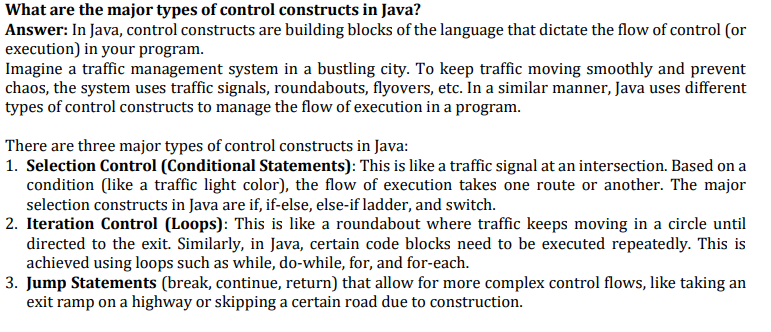 What are the major types of control constructs in Java?
Answer: In Java, control constructs are building blocks of the language that dictate the flow of control (or
execution) in your program.
Imagine a traffic management system in a bustling city. To keep traffic moving smoothly and prevent
chaos, the system uses traffic signals, roundabouts, flyovers, etc. In a similar manner, Java uses different
types of control constructs to manage the flow of execution in a program.
There are three major types of control constructs in Java:
1. Selection Control (Conditional Statements): This is like a traffic signal at an intersection. Based on a
condition (like a traffic light color), the flow of execution takes one route or another. The major
selection constructs in Java are if, if-else, else-if ladder, and switch.
2. Iteration Control (Loops): This is like a roundabout where traffic keeps moving in a circle until
directed to the exit. Similarly, in Java, certain code blocks need to be executed repeatedly. This is
achieved using loops such as while, do-while, for, and for-each.
3. Jump Statements (break, continue, return) that allow for more complex control flows, like taking an
exit ramp on a highway or skipping a certain road due to construction.